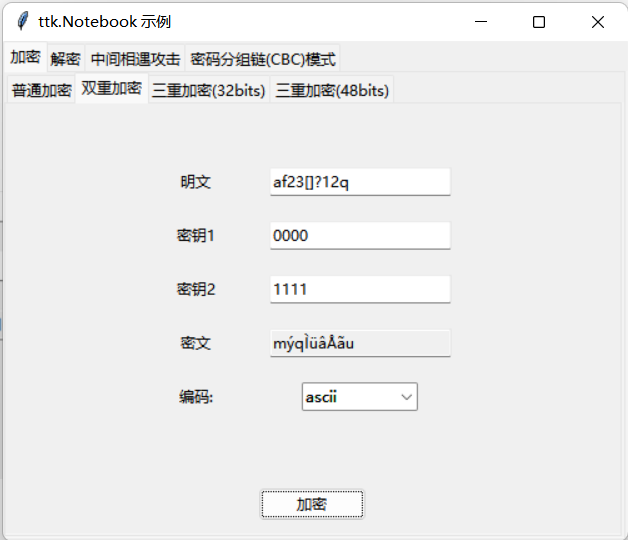 ttk.Notebook 示例
加密 解密 中间相遇攻击 密码分组链(CBC)模式
普通加密 双重加密 三重加密(32bits) 三重加密(48bits)
明文 af23[]?12q
密钥1 0000
密钥2 1111
密文 mýqÌüâÅãu
编码: ascii
加密